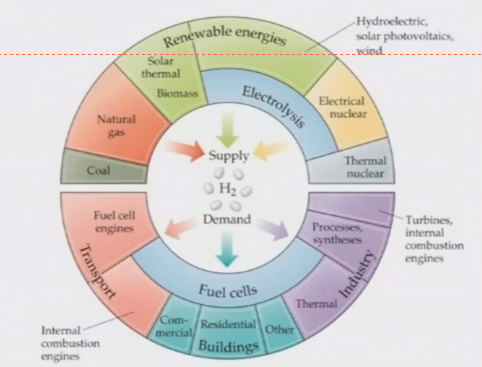 Hydroelectric,
solar photovoltaics,
wind
Renewable energies
Solar
thermal
Biomass
Electrolysis
Electrical
nuclear
Natural
gas
Coal
Thermal
nuclear
Supply
H₂
Demand
Fuel cell
engines
Processes,
syntheses
Turbines,
internal
combustion
engines
Transport
Industry
Fuel cells
Thermal
Com-
mercial
Residential
Other
Buildings
Internal
combustion
engines